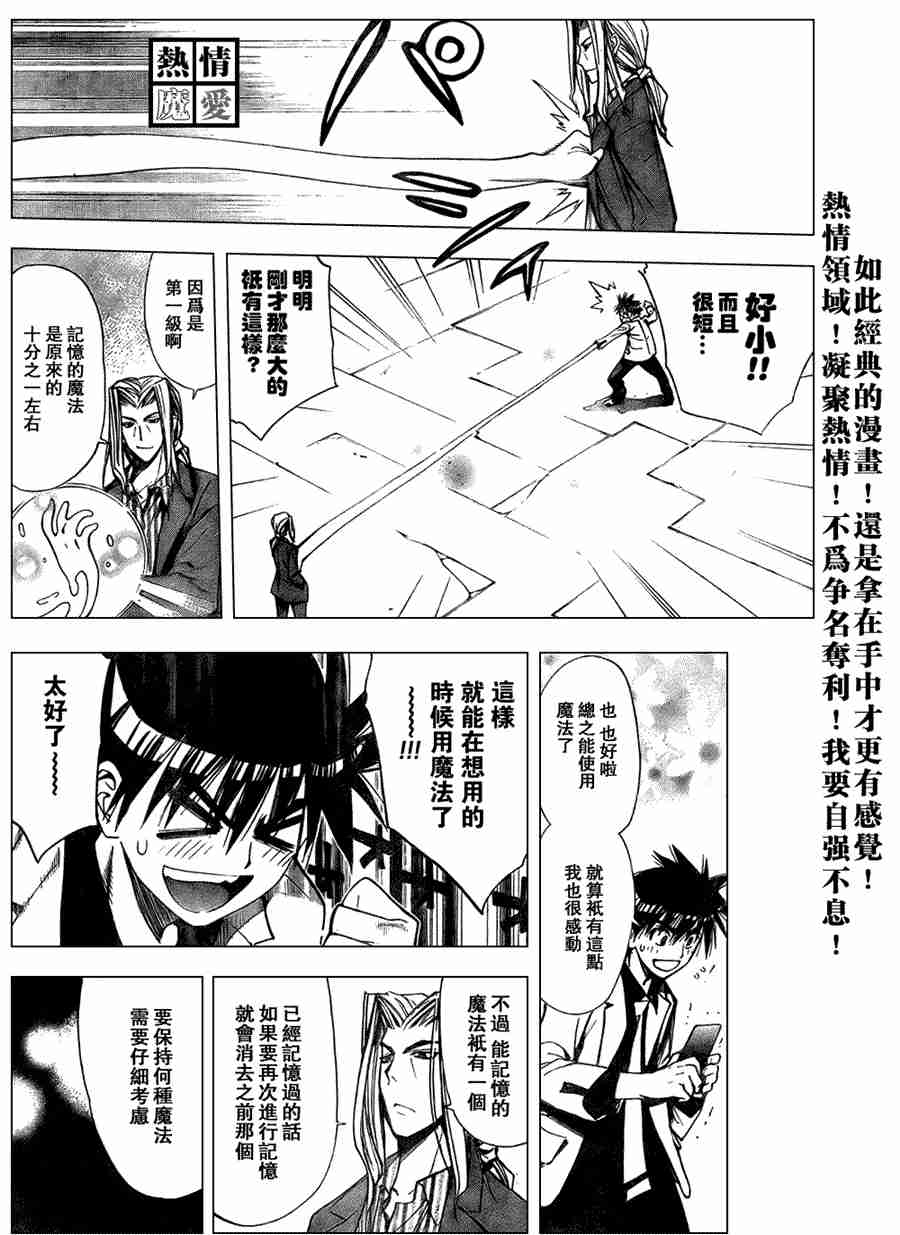 熱情
魔愛
如此經典的漫畫！還是拿在手中才更有感覺！
熱情領域！凝聚熱情！不爲争名奪利！我要自强不息！
好小!!
而且
很短…
明明
剛才那麼大的
衹有這樣？
因爲是
第一級啊
記憶的魔法
是原來的
十分之一左右
也 也好啦
總之能使用
魔法了
就算衹有這點
我也很感動
這樣
就能在想用的
時候用魔法了
〜〜!!!
太好了〜〜
不過 能記憶的
魔法衹有一個
已經記憶過的話
如果要再次進行記憶
就會消去之前那個
要保持何種魔法
需要仔細考慮